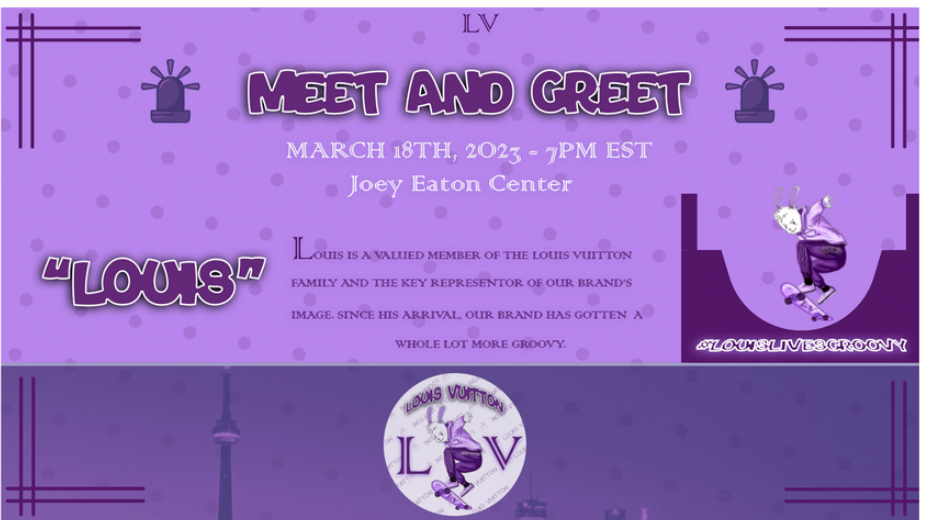 LV
MEET AND GREET
MARCH 18TH, 2023 - 7PM EST
Joey Eaton Center
"LOUIS"
LOUIS IS A VALUED MEMBER OF THE LOUIS VUITTON
FAMILY AND THE KEY REPRESENTOR OF OUR BRAND'S
IMAGE. SINCE HIS ARRIVAL, OUR BRAND HAS GOTTEN A
WHOLE LOT MORE GROOVY.
#LOUISLIVESGROOVY
LOUIS VUITTON
L V